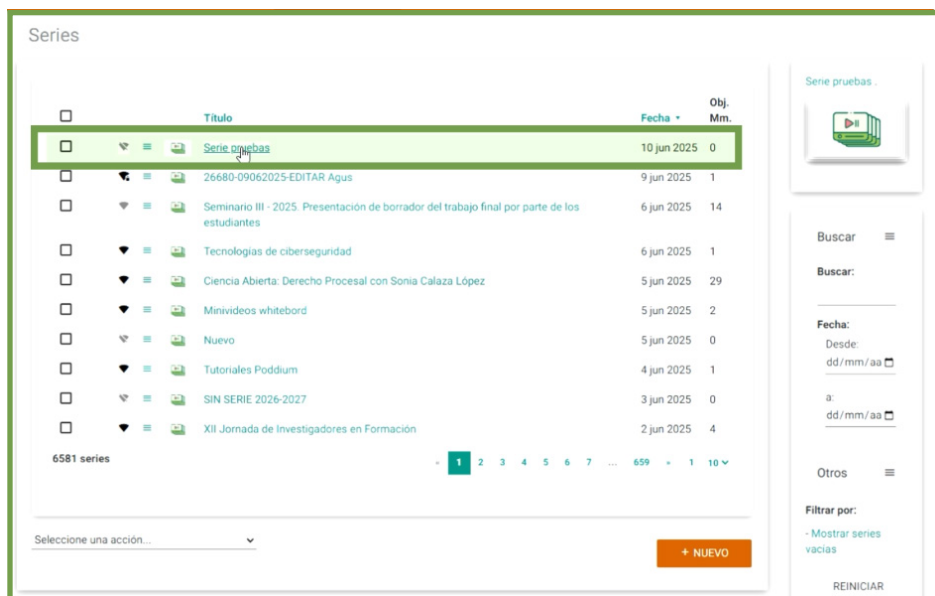 Series
Serie pruebas .
Obj.
Título Fecha Mm.
Serie pruebas 10 jun 2025 0
26680-09062025-EDITAR Agus 9 jun 2025 1
Seminario III - 2025. Presentación de borrador del trabajo final por parte de los 6 jun 2025 14
estudiantes
Tecnologías de ciberseguridad 6 jun 2025 1
Ciencia Abierta: Derecho Procesal con Sonia Calaza López 5 jun 2025 29
Minivideos whitebord 5 jun 2025 2
Nuevo 5 jun 2025 0
Tutoriales Poddium 4 jun 2025 1
SIN SERIE 2026-2027 3 jun 2025 0
XII Jornada de Investigadores en Formación 2 jun 2025 4
6581 series « 1 2 3 4 5 6 7 ... 659 » 1 10
Seleccione una acción...
+ NUEVO
Buscar
Buscar:
Fecha:
Desde:
dd/mm/aa
a:
dd/mm/aa
Otros
Filtrar por:
- Mostrar series
vacias
REINICIAR